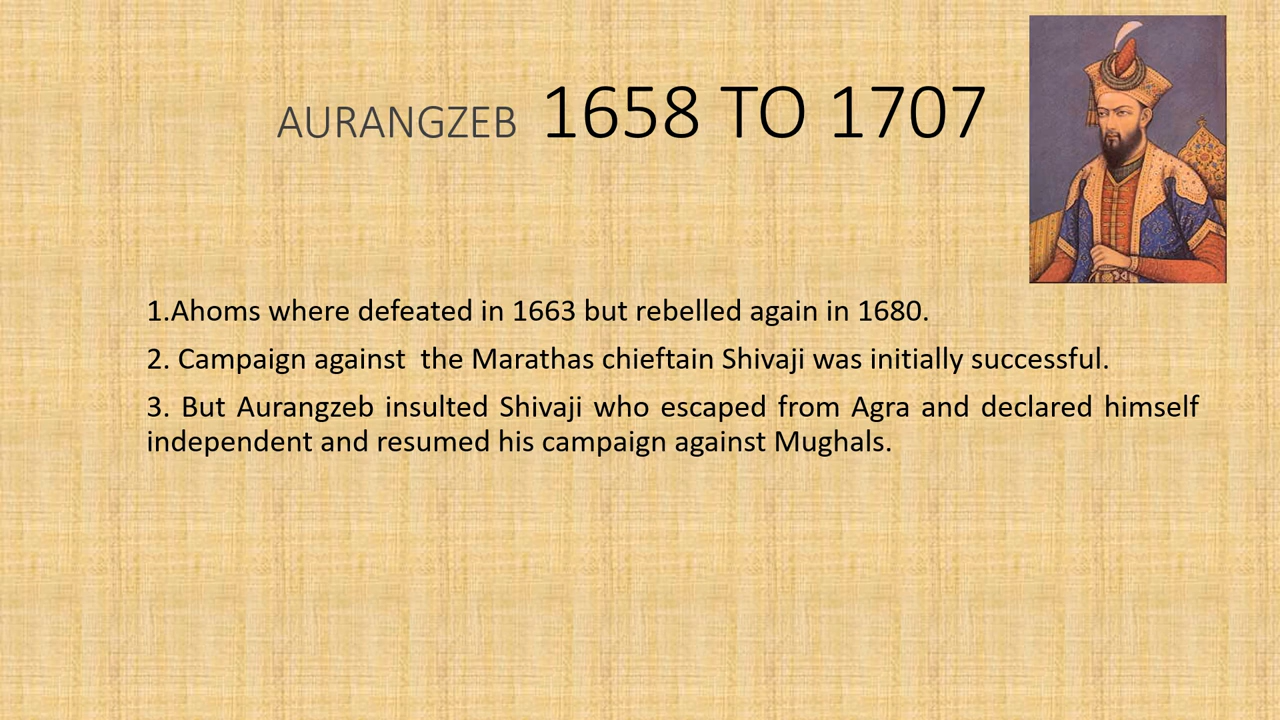 AURANGZEB 1658 TO 1707
1.Ahoms where defeated in 1663 but rebelled again in 1680.
2. Campaign against  the Marathas chieftain Shivaji was initially successful.
3. But Aurangzeb insulted Shivaji who escaped from Agra and declared himself
independent and resumed his campaign against Mughals.